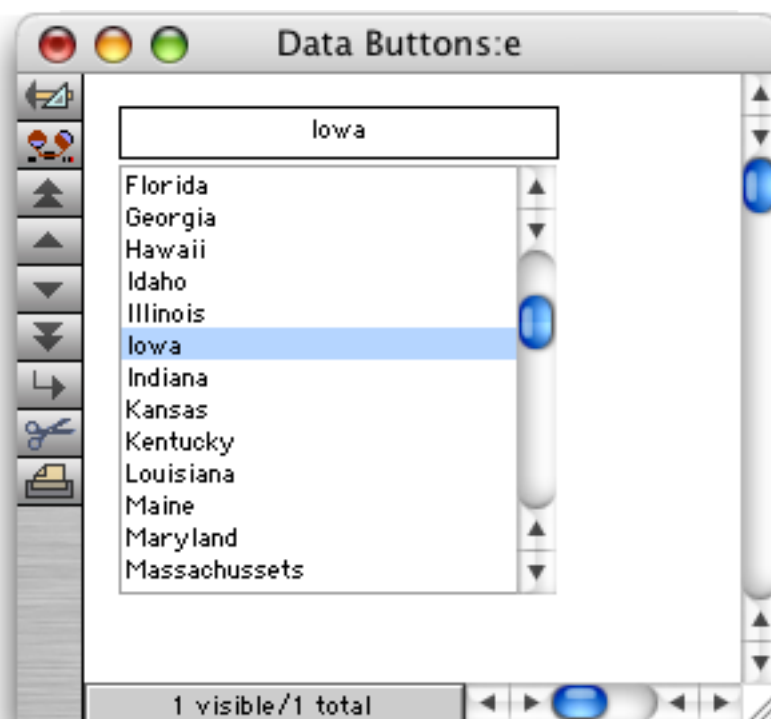 Data Buttons:e
Iowa
Florida
Georgia
Hawaii
Idaho
Illinois
Iowa
Indiana
Kansas
Kentucky
Louisiana
Maine
Maryland
Massachussets
1 visible/1 total